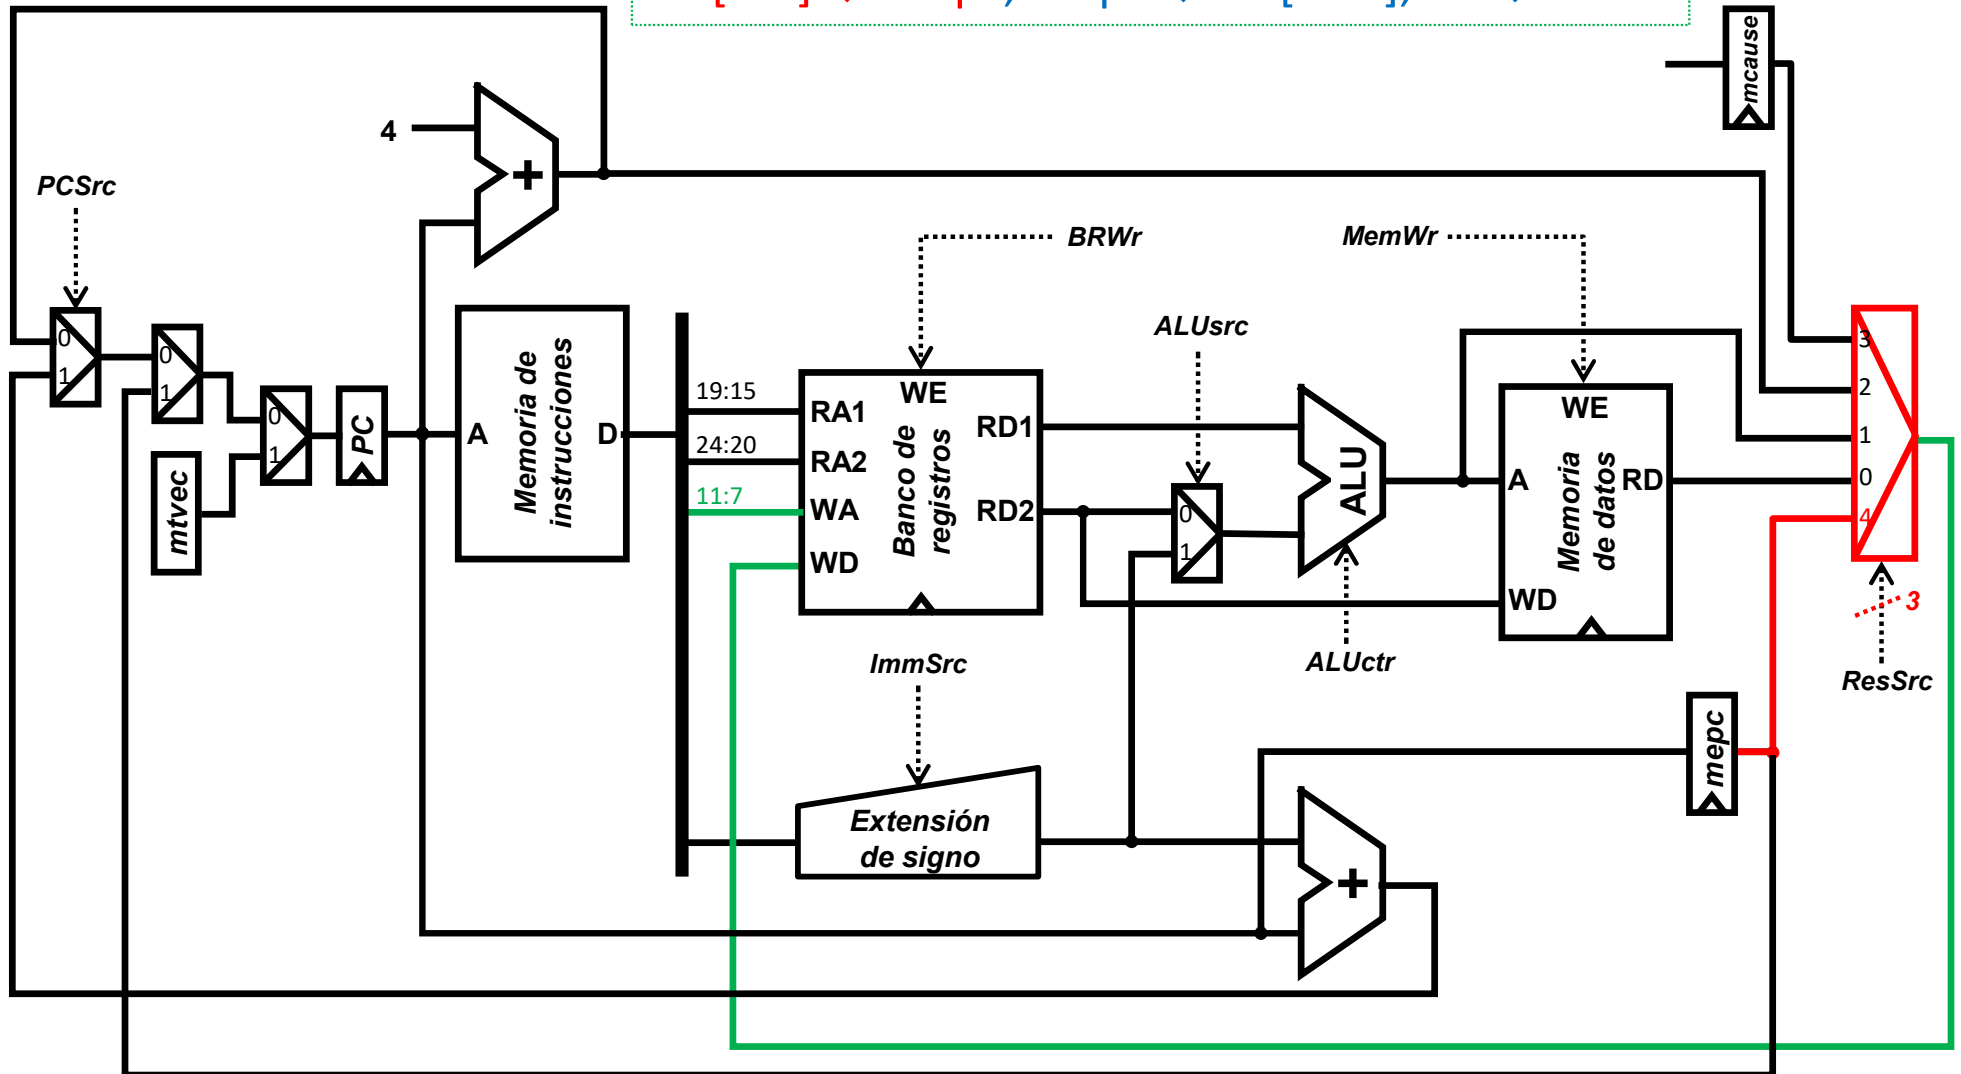 mcause
4
+
PCSrc
BRWr
MemWr
ALUsrc
0
1
0
1
0
1
mtvec
PC
A
Memoria de
instrucciones
D
19:15
24:20
11:7
WE
RA1
RA2
WA
WD
Banco de
registros
RD1
RD2
0
1
ALU
ALUctr
WE
A
Memoria
de datos
RD
WD
3
2
1
0
4
3
ResSrc
ImmSrc
Extensión
de signo
+
mepc